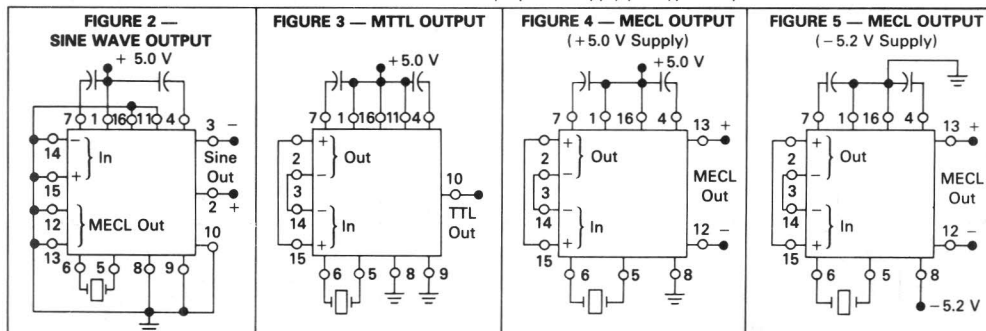 FIGURE 2 —
SINE WAVE OUTPUT
+ 5.0 V
7 1 16 11 4
3 −
− 14
In
Sine
Out
+ 15
2 +
12
MECL Out
10
13
6 5 8 9
FIGURE 3 — MTTL OUTPUT
+ 5.0 V
7 1 16 11 4
+
2
Out
−
3
10
TTL
Out
−
14
In
+
15
6 5 8 9
FIGURE 4 — MECL OUTPUT
(+5.0 V Supply)
+5.0 V
7 1 16 4
13 +
+
2
Out
−
3
MECL
Out
−
14
In
+
12 −
15
6 5 8
FIGURE 5 — MECL OUTPUT
(−5.2 V Supply)
7 1 16 4
13 +
+
2
Out
−
3
MECL
Out
−
14
In
+
12 −
15
6 5 8
−5.2 V